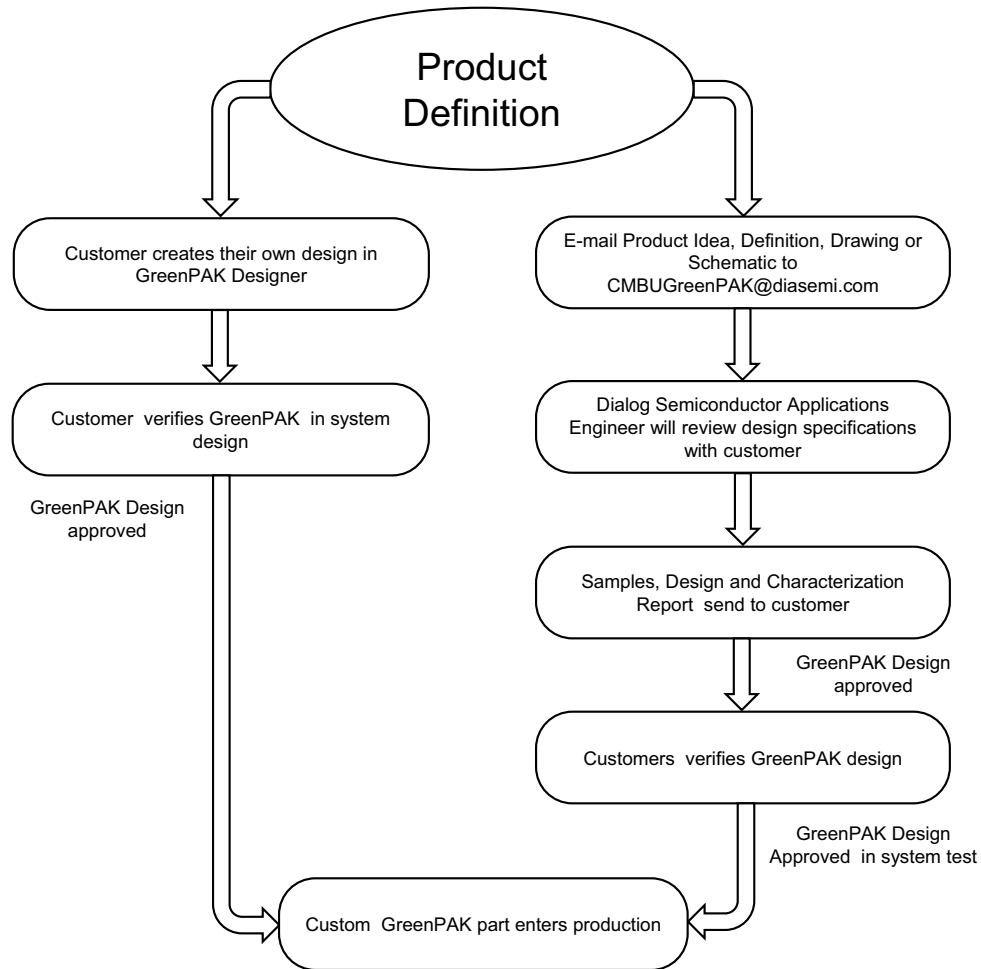 Product
Definition
Customer creates their own design in
GreenPAK Designer
Customer verifies GreenPAK in system
design
GreenPAK Design
approved
E-mail Product Idea, Definition, Drawing or
Schematic to
CMBUGreenPAK@diasemi.com
Dialog Semiconductor Applications
Engineer will review design specifications
with customer
Samples, Design and Characterization
Report send to customer
GreenPAK Design
approved
Customers verifies GreenPAK design
GreenPAK Design
Approved in system test
Custom GreenPAK part enters production